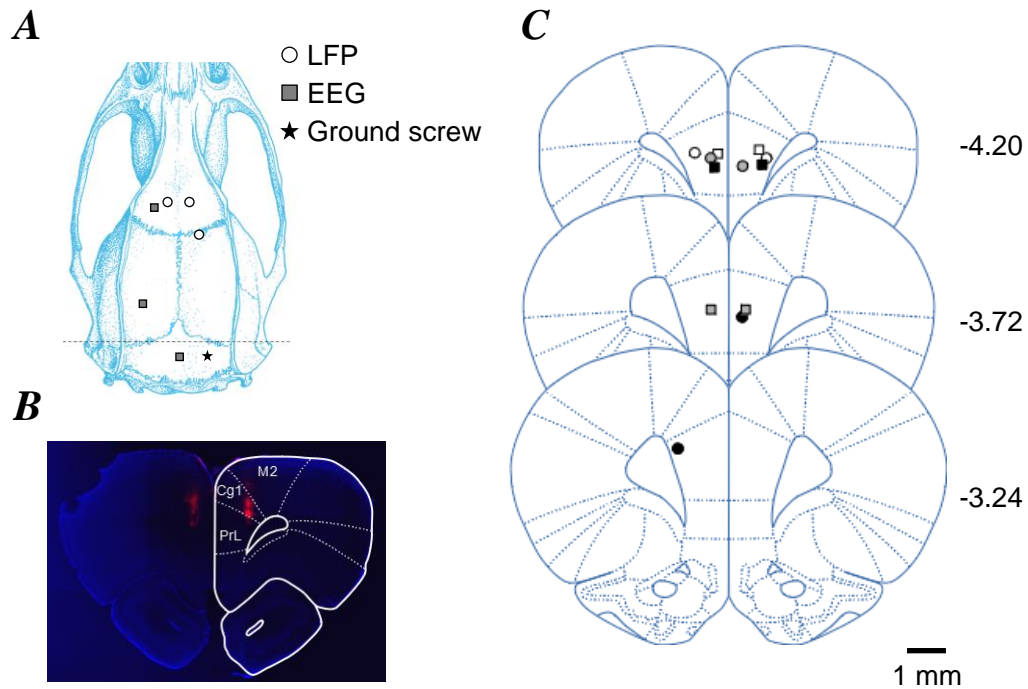 A
LFP
EEG
Ground screw
B
M2
Cg1
PrL
C
-4.20
-3.72
-3.24
1 mm